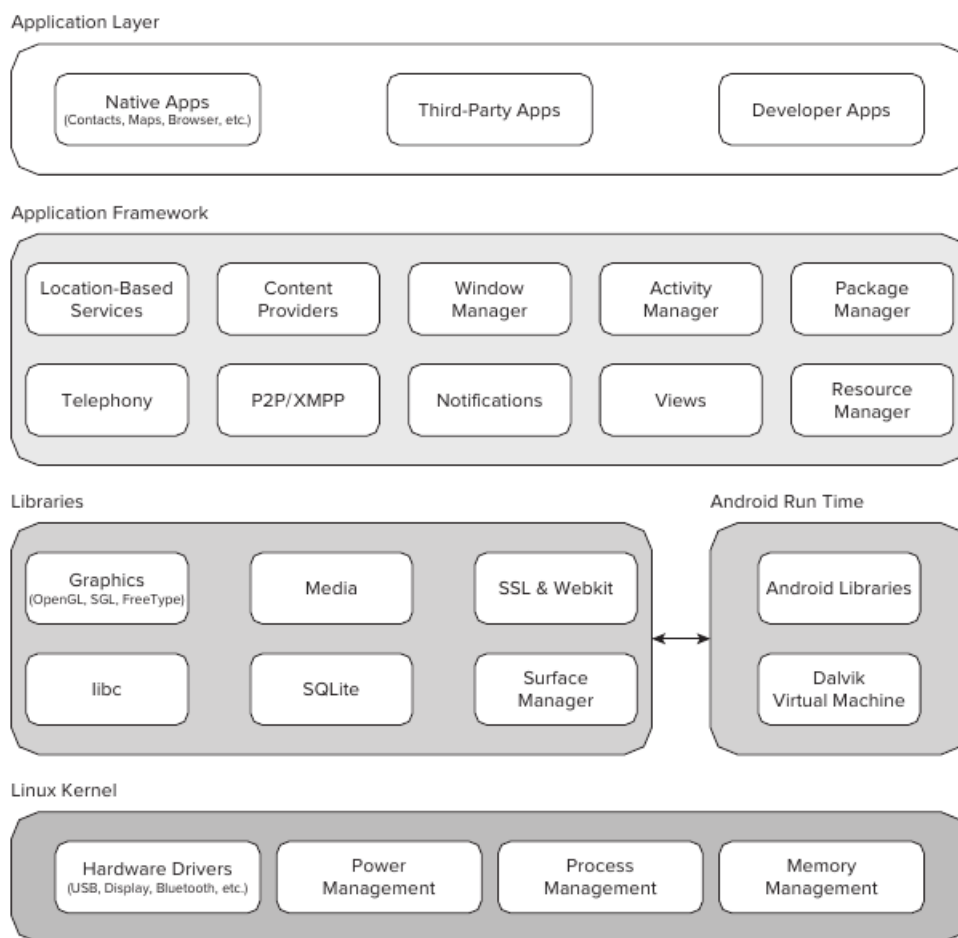 Application Layer
Native Apps
(Contacts, Maps, Browser, etc.)
Third-Party Apps
Developer Apps
Application Framework
Location-Based
Services
Content
Providers
Window
Manager
Activity
Manager
Package
Manager
Telephony
P2P/XMPP
Notifications
Views
Resource
Manager
Libraries
Graphics
(OpenGL, SGL, FreeType)
Media
SSL & Webkit
libc
SQLite
Surface
Manager
Android Run Time
Android Libraries
Dalvik
Virtual Machine
Linux Kernel
Hardware Drivers
(USB, Display, Bluetooth, etc.)
Power
Management
Process
Management
Memory
Management